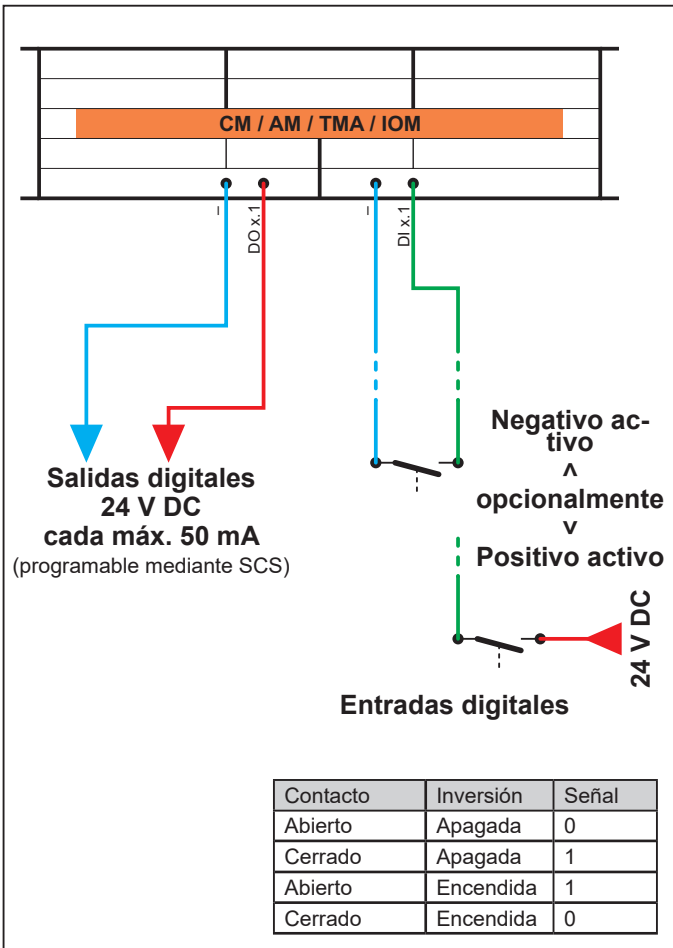 CM / AM / TMA / IOM
–
DO x.1
–
DI x.1
Salidas digitales
24 V DC
cada máx. 50 mA
(programable mediante SCS)
Negativo ac-
tivo
^
opcionalmente
v
Positivo activo
24 V DC
Entradas digitales
Contacto Inversión Señal
Abierto Apagada 0
Cerrado Apagada 1
Abierto Encendida 1
Cerrado Encendida 0